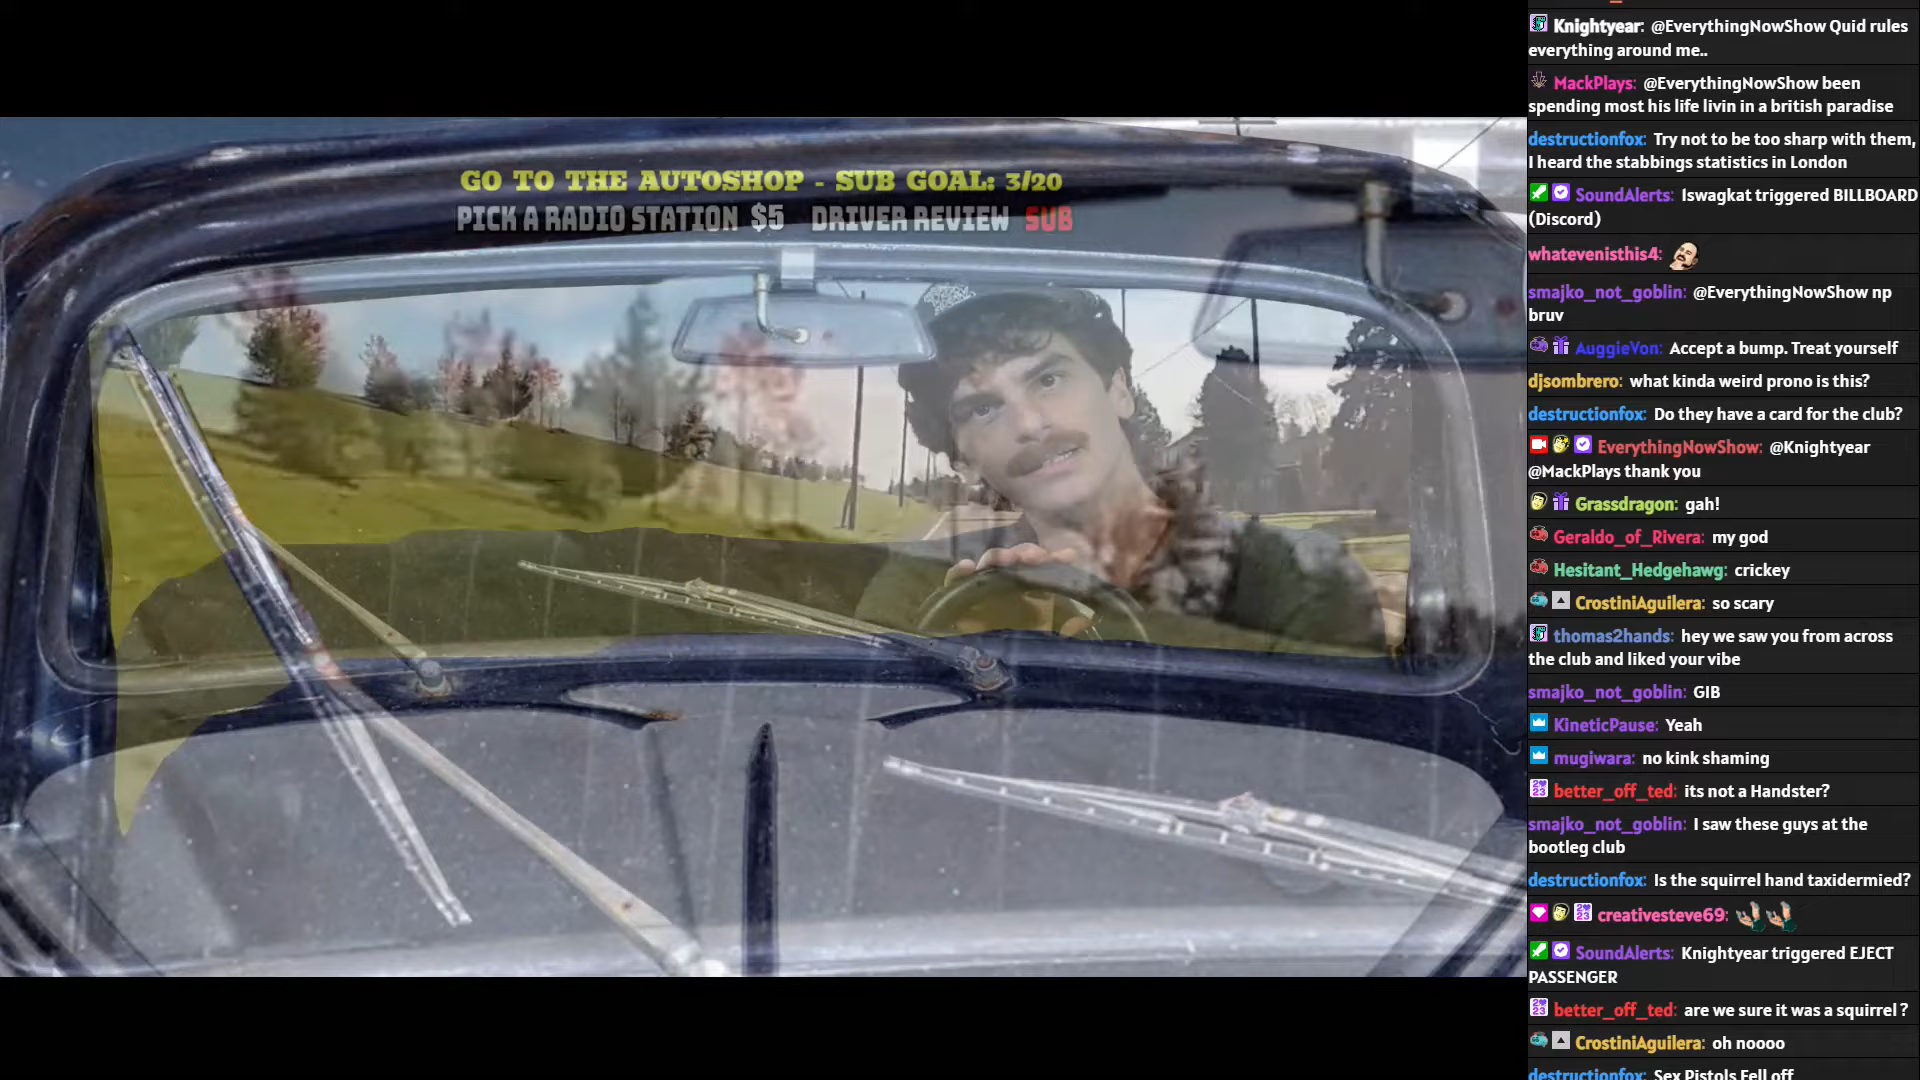 GO TO THE AUTOSHOP - SUB GOAL: 3/20
PICK A RADIO STATION $5 DRIVER REVIEW SUB
Knightyear: @EverythingNowShow Quid rules
everything around me..
MackPlays: @EverythingNowShow been
spending most his life livin in a british paradise
destructionfox: Try not to be too sharp with them,
I heard the stabbings statistics in London
SoundAlerts: 1swagkat triggered BILLBOARD
(Discord)
whatevenisthis4:
smajko_not_goblin: @EverythingNowShow np
bruv
AuggieVon: Accept a bump. Treat yourself
djsombrero: what kinda weird prono is this?
destructionfox: Do they have a card for the club?
EverythingNowShow: @Knightyear
@MackPlays thank you
Grassdragon: gah!
Geraldo_of_Rivera: my god
Hesitant_Hedgehawg: crickey
CrostiniAguilera: so scary
thomas2hands: hey we saw you from across
the club and liked your vibe
smajko_not_goblin: GIB
KineticPause: Yeah
mugiwara: no kink shaming
better_off_ted: its not a Handster?
smajko_not_goblin: I saw these guys at the
bootleg club
destructionfox: Is the squirrel hand taxidermied?
creativesteve69:
SoundAlerts: Knightyear triggered EJECT
PASSENGER
better_off_ted: are we sure it was a squirrel ?
CrostiniAguilera: oh noooo
destructionfox: Sex Pistols Fell off